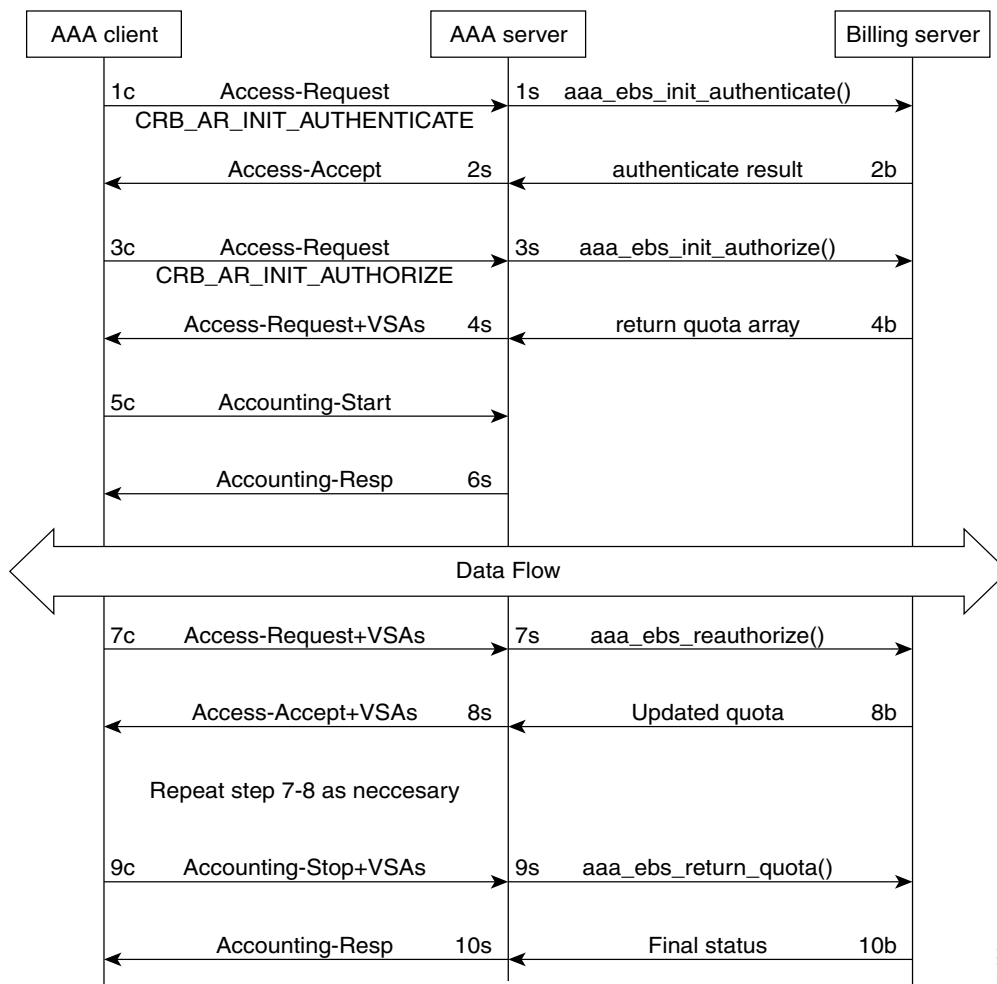 AAA client AAA server Billing server
1c Access-Request 1s aaa_ebs_init_authenticate()
CRB_AR_INIT_AUTHENTICATE
Access-Accept 2s authenticate result 2b
3c Access-Request 3s aaa_ebs_init_authorize()
CRB_AR_INIT_AUTHORIZE
Access-Request+VSAs 4s return quota array 4b
5c Accounting-Start
Accounting-Resp 6s
Data Flow
7c Access-Request+VSAs 7s aaa_ebs_reauthorize()
Access-Accept+VSAs 8s Updated quota 8b
Repeat step 7-8 as neccesary
9c Accounting-Stop+VSAs 9s aaa_ebs_return_quota()
Accounting-Resp 10s Final status 10b